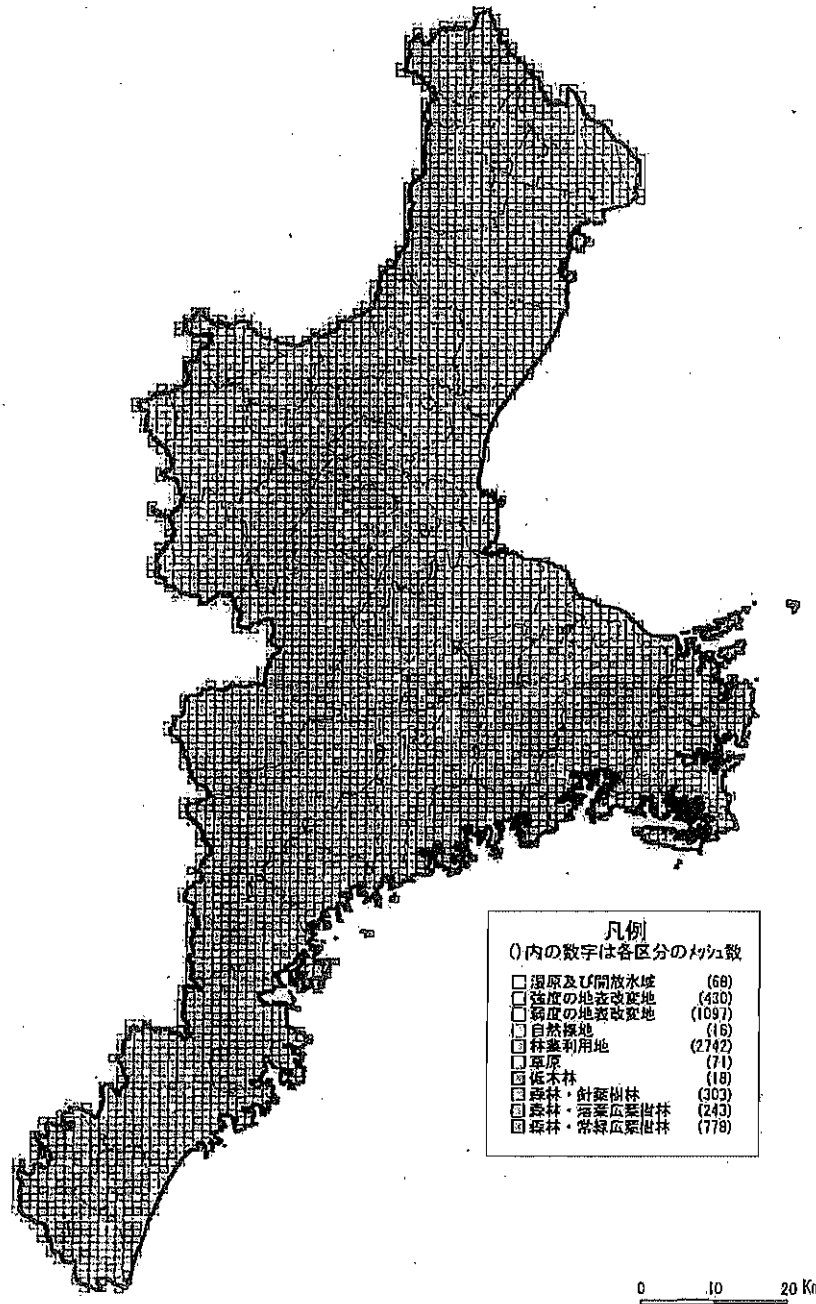 凡例
()内の数字は各区分のメッシュ数
湿原及び開放水域 (68)
強度の地表改変地 (430)
弱度の地表改変地 (1097)
自然裸地 (16)
林業利用地 (2742)
草原 (71)
低木林 (18)
森林・針葉樹林 (303)
森林・落葉広葉樹林 (243)
森林・常緑広葉樹林 (778)
0 10 20 Km